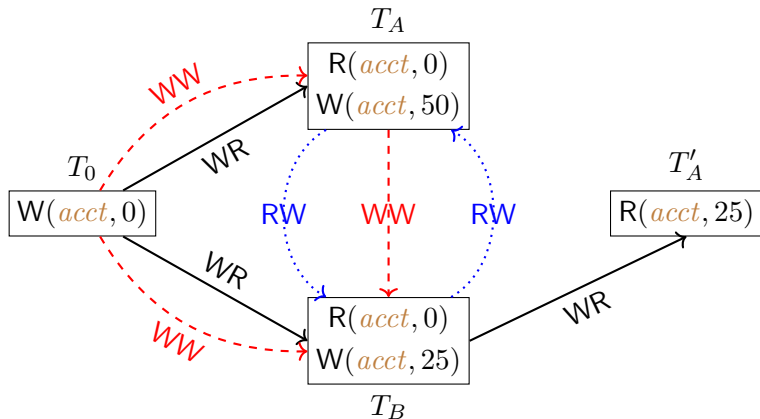 T_A
R(acct, 0)
W(acct, 50)
WW
WR
T_0
W(acct, 0)
T'_A
R(acct, 25)
RW
WW
RW
WR
WW
R(acct, 0)
W(acct, 25)
WR
T_B